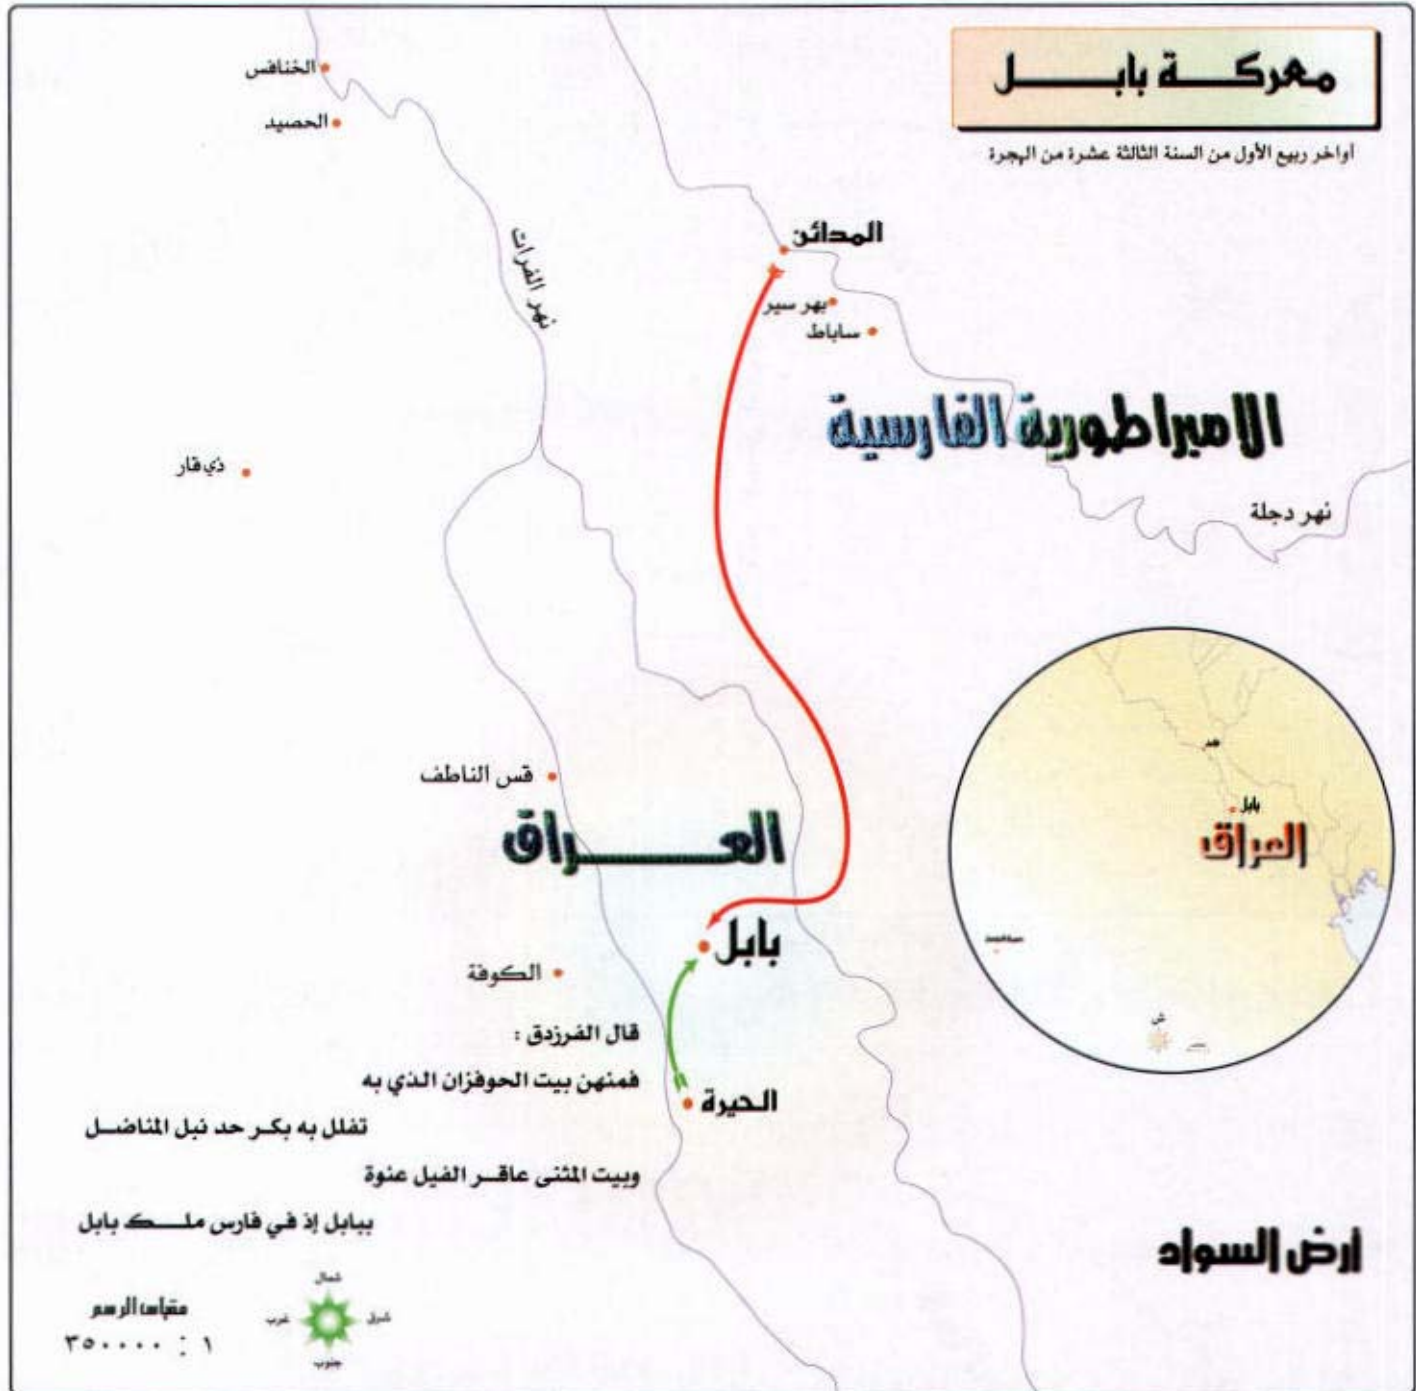 معركة بابل
أواخر ربيع الأول من السنة الثالثة عشرة من الهجرة
الخنافس
الحصيد
المدائن
نهر الفرات
بهر سير
ساباط
الامبراطورية الفارسية
ذي قار
نهر دجلة
قس الناطف
العراق
بابل
العراق
بابل
الكوفة
الحيرة
قال الفرزدق :
فمنهن بيت الحوفزان الذي به
تفلل به بكر حد نبل المناضل
وبيت المثنى عاقر الفيل عنوة
ببابل إذ في فارس ملك بابل
أرض السواد
ش
شمال
شرق
غرب
جنوب
مقياس الرسم
١ : ٣٥٠٠٠٠